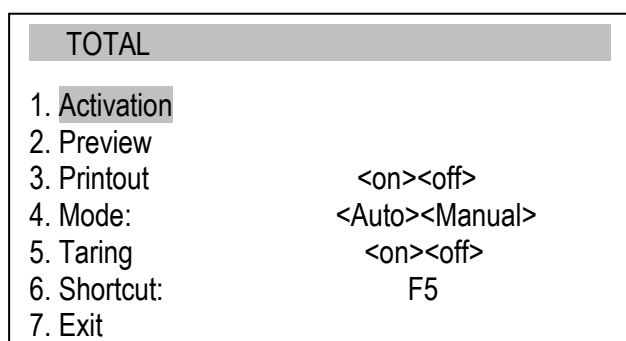 TOTAL
1. Activation
2. Preview
3. Printout <on><off>
4. Mode: <Auto><Manual>
5. Taring <on><off>
6. Shortcut: F5
7. Exit